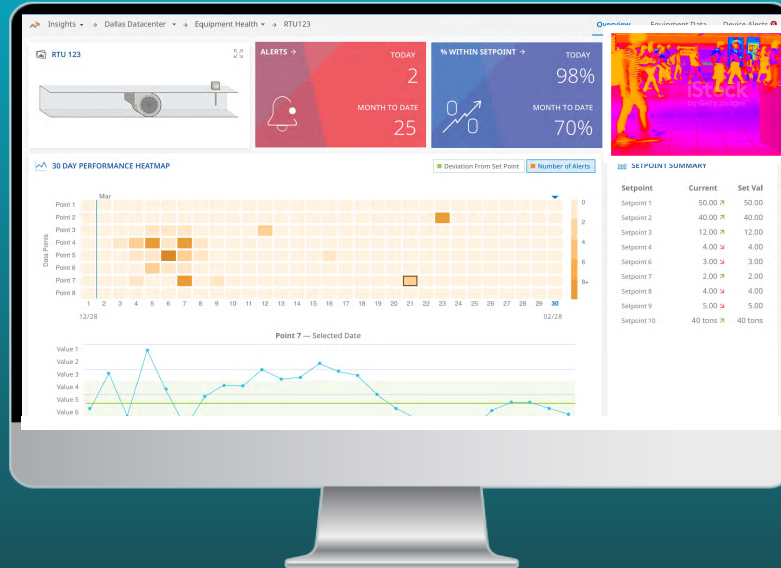 Insights → Dallas Datacenter → Equipment Health → RTU123
Overview Equipment Data Device Alerts
RTU 123
ALERTS →
TODAY
2
MONTH TO DATE
25
% WITHIN SETPOINT →
TODAY
98%
MONTH TO DATE
70%
iStock
by Getty Images
30 DAY PERFORMANCE HEATMAP
Deviation From Set Point
Number of Alerts
Mar
Data Points
Point 1
Point 2
Point 3
Point 4
Point 5
Point 6
Point 7
Point 8
0
2
4
6
8+
1 2 3 4 5 6 7 8 9 10 11 12 13 14 15 16 17 18 19 20 21 22 23 24 25 26 27 28 29 30
12/28 02/28
Point 7 — Selected Date
Value 1
Value 2
Value 3
Value 4
Value 5
Value 6
SETPOINT SUMMARY
Setpoint Current Set Val
Setpoint 1 50.00 ↗ 50.00
Setpoint 2 40.00 ↗ 40.00
Setpoint 3 12.00 ↗ 12.00
Setpoint 4 4.00 ↘ 4.00
Setpoint 6 3.00 ↘ 3.00
Setpoint 7 2.00 ↗ 2.00
Setpoint 8 4.00 ↘ 4.00
Setpoint 9 5.00 ↘ 5.00
Setpoint 10 40 tons ↗ 40 tons